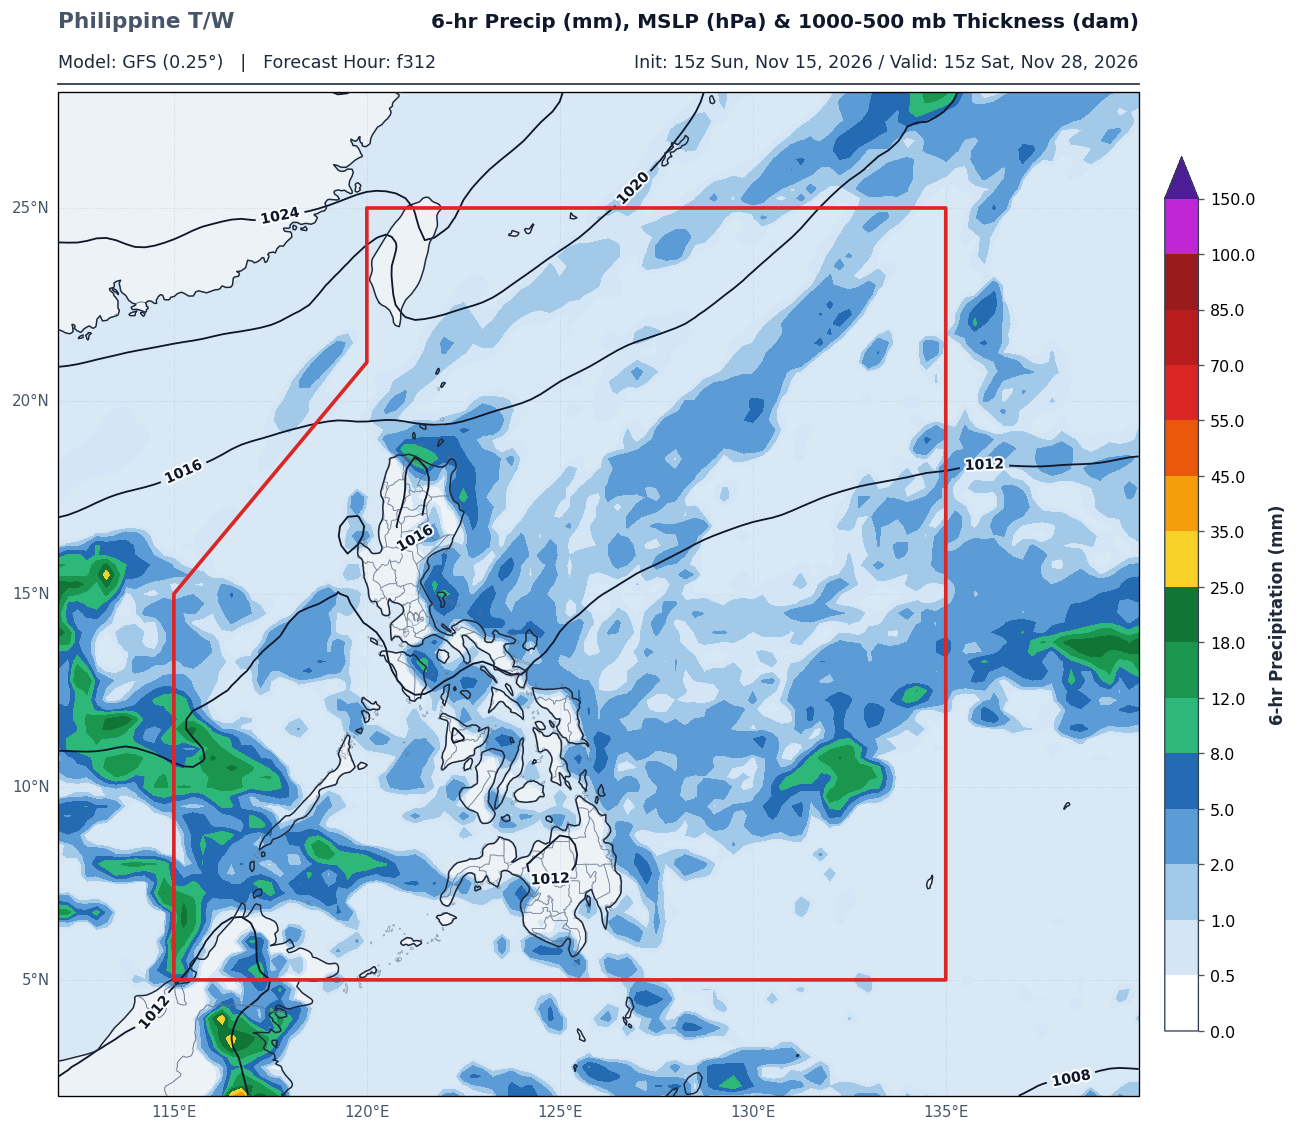 Philippine T/W
6-hr Precip (mm), MSLP (hPa) & 1000-500 mb Thickness (dam)
Model: GFS (0.25°) | Forecast Hour: f312
Init: 15z Sun, Nov 15, 2026 / Valid: 15z Sat, Nov 28, 2026
25°N
20°N
15°N
10°N
5°N
115°E
120°E
125°E
130°E
135°E
1024
1020
1016
1012
1016
1012
1012
1008
150.0
100.0
85.0
70.0
55.0
45.0
35.0
25.0
18.0
12.0
8.0
5.0
2.0
1.0
0.5
0.0
6-hr Precipitation (mm)